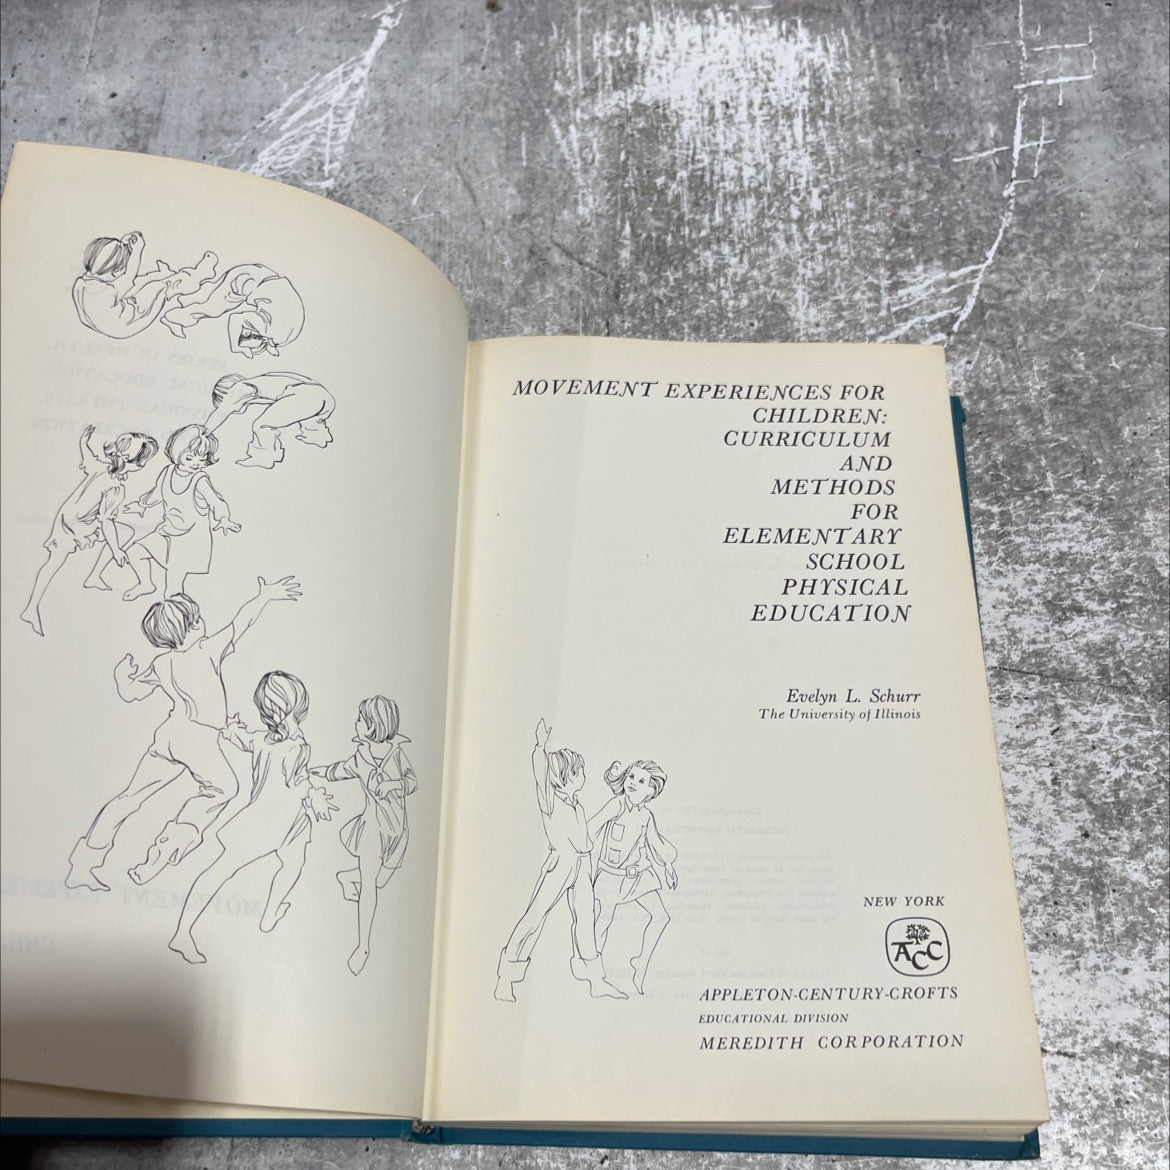 MOVEMENT EXPERIENCES FOR
CHILDREN:
CURRICULUM
AND
METHODS
FOR
ELEMENTARY
SCHOOL
PHYSICAL
EDUCATION
Evelyn L. Schurr
The University of Illinois
NEW YORK
ACC
APPLETON-CENTURY-CROFTS
EDUCATIONAL DIVISION
MEREDITH CORPORATION